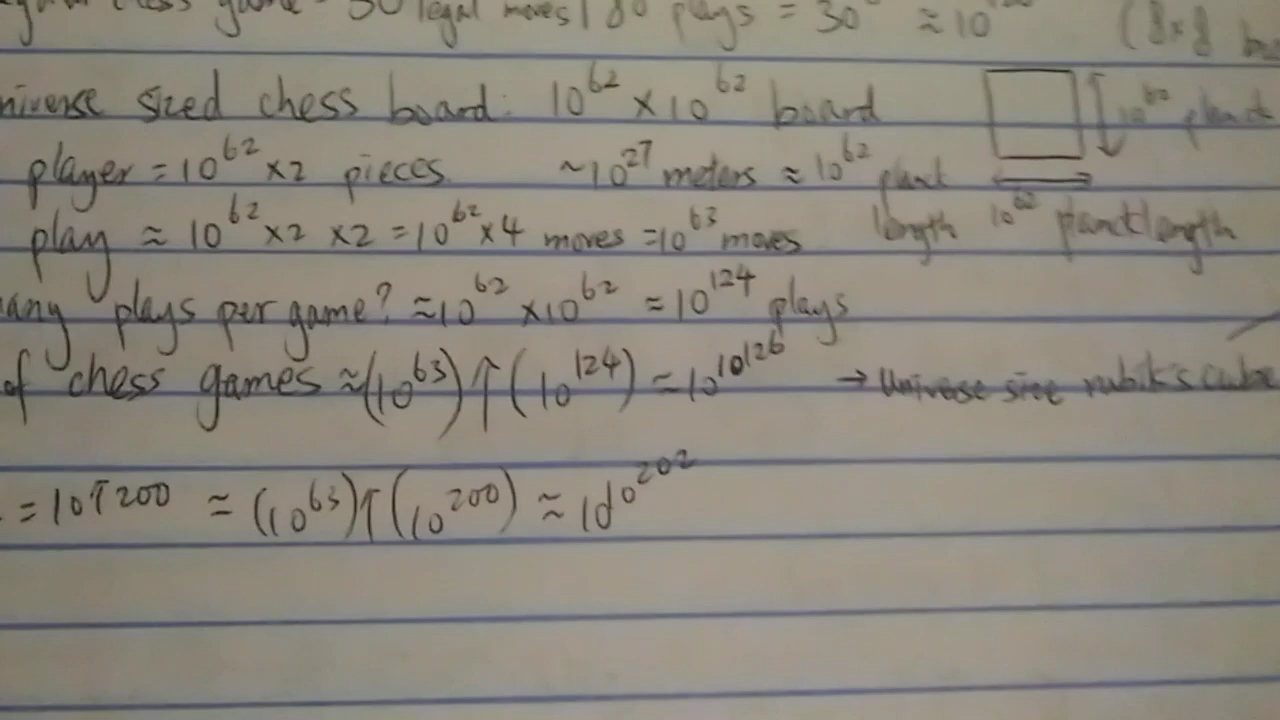 chess game = 30 legal moves | 80 plays = 30 ≈ 10 (8×8
sized chess board: 10^62 × 10^62 board
player = 10^62 × 2 pieces. ~10^27 meters ≈ 10^62 planck length
10^62 planck length
play ≈ 10^62 × 2 × 2 = 10^62 × 4 moves = 10^63 moves
any plays per game? ≈ 10^62 × 10^62 ≈ 10^124 plays
of chess games ≈ (10^63)↑(10^124) ≈ 10^10^126 → Universe size rubik's cube
= 10↑200 ≈ (10^63)↑(10^200) ≈ 10^10^202